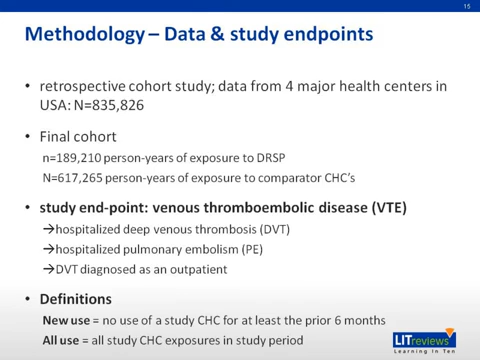 15
Methodology – Data & study endpoints
• retrospective cohort study; data from 4 major health centers in
USA: N=835,826
• Final cohort
n=189,210 person-years of exposure to DRSP
N=617,265 person-years of exposure to comparator CHC's
• study end-point: venous thromboembolic disease (VTE)
→hospitalized deep venous thrombosis (DVT)
→hospitalized pulmonary embolism (PE)
→DVT diagnosed as an outpatient
• Definitions
New use = no use of a study CHC for at least the prior 6 months
All use = all study CHC exposures in study period
LITreviews
Learning in Ten